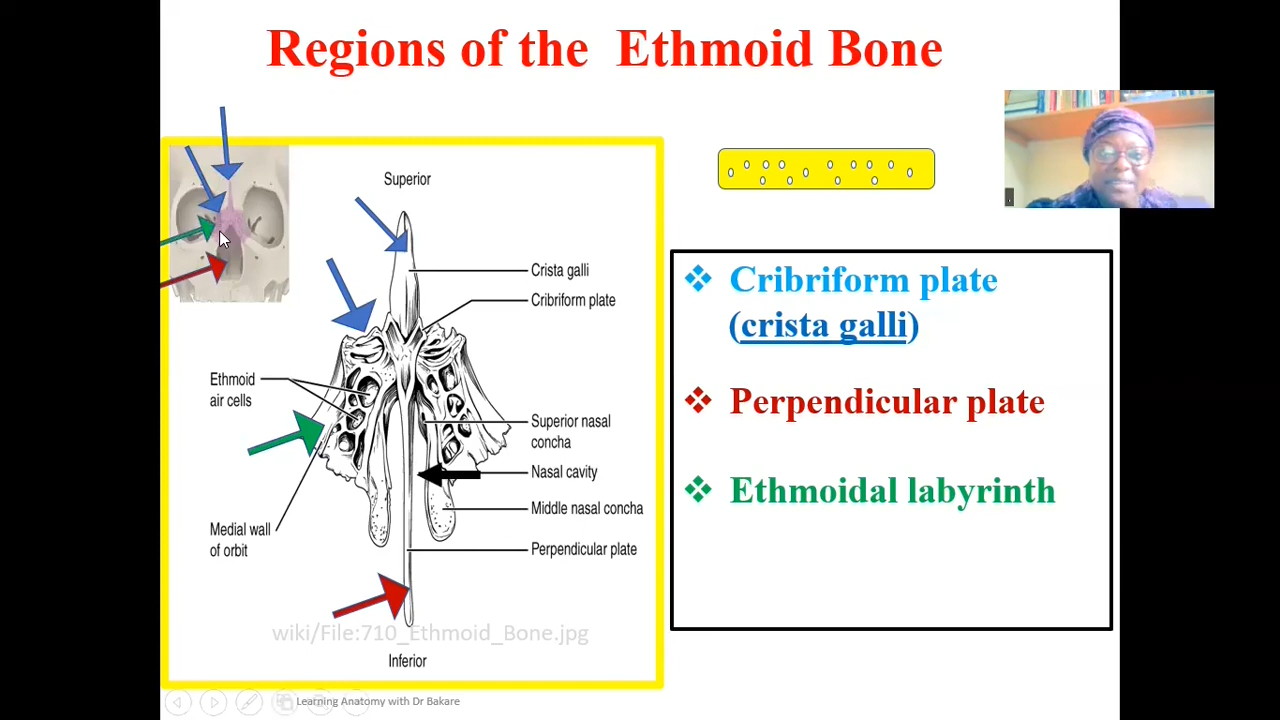 Regions of the Ethmoid Bone
Superior
Crista galli
Cribriform plate
Ethmoid
air cells
Superior nasal
concha
Nasal cavity
Middle nasal concha
Medial wall
of orbit
Perpendicular plate
wiki/File:710_Ethmoid_Bone.jpg
Inferior
Cribriform plate
(crista galli)
Perpendicular plate
Ethmoidal labyrinth
Learning Anatomy with Dr Bakare